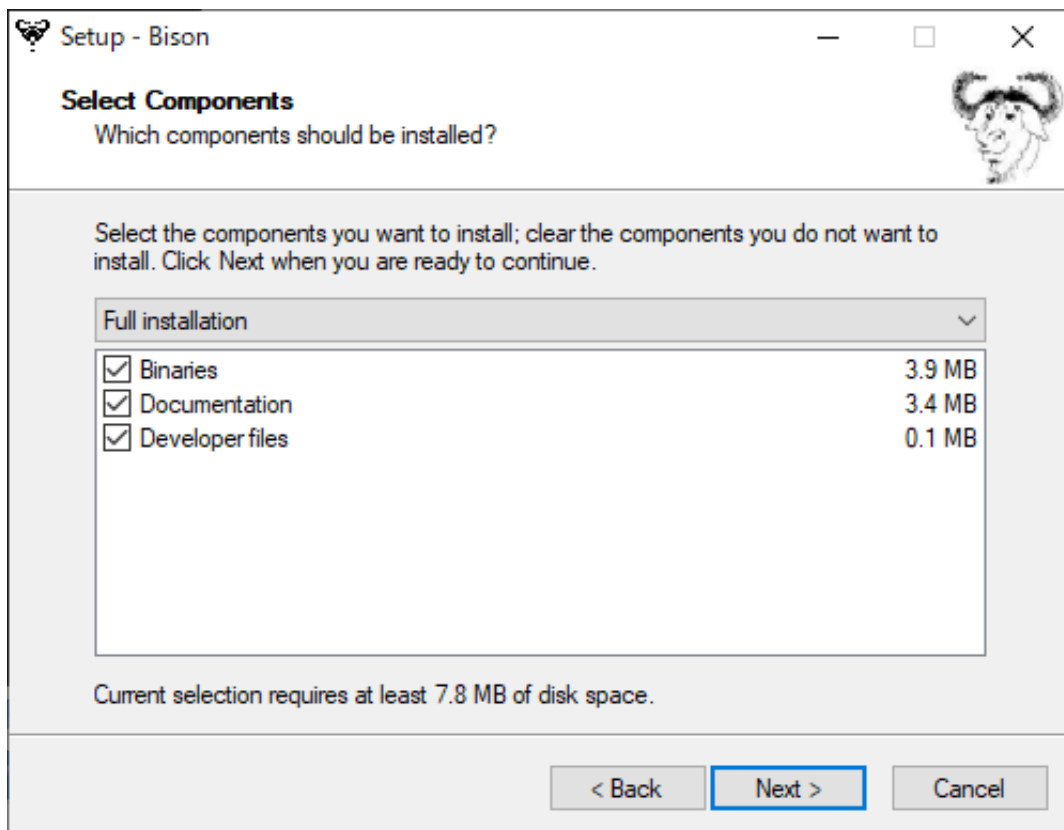 Setup - Bison
Select Components
Which components should be installed?
Select the components you want to install; clear the components you do not want to
install. Click Next when you are ready to continue.
Full installation
Binaries 3.9 MB
Documentation 3.4 MB
Developer files 0.1 MB
Current selection requires at least 7.8 MB of disk space.
< Back Next > Cancel